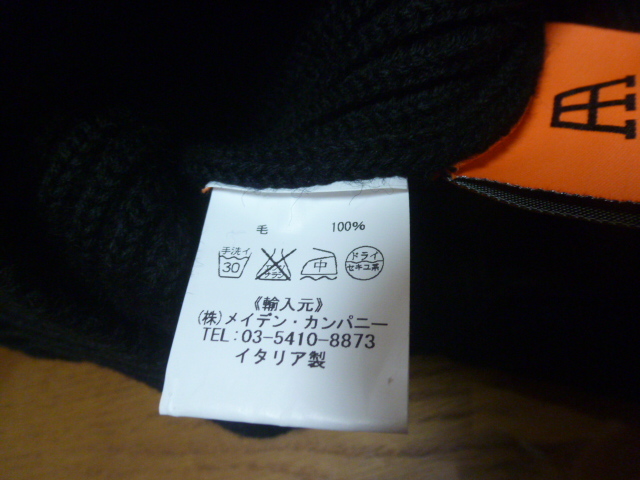 毛 100%
手洗イ
30
中
ドライ
セキユ系
《輸入元》
(株)メイデン・カンパニー
TEL:03-5410-8873
イタリア製